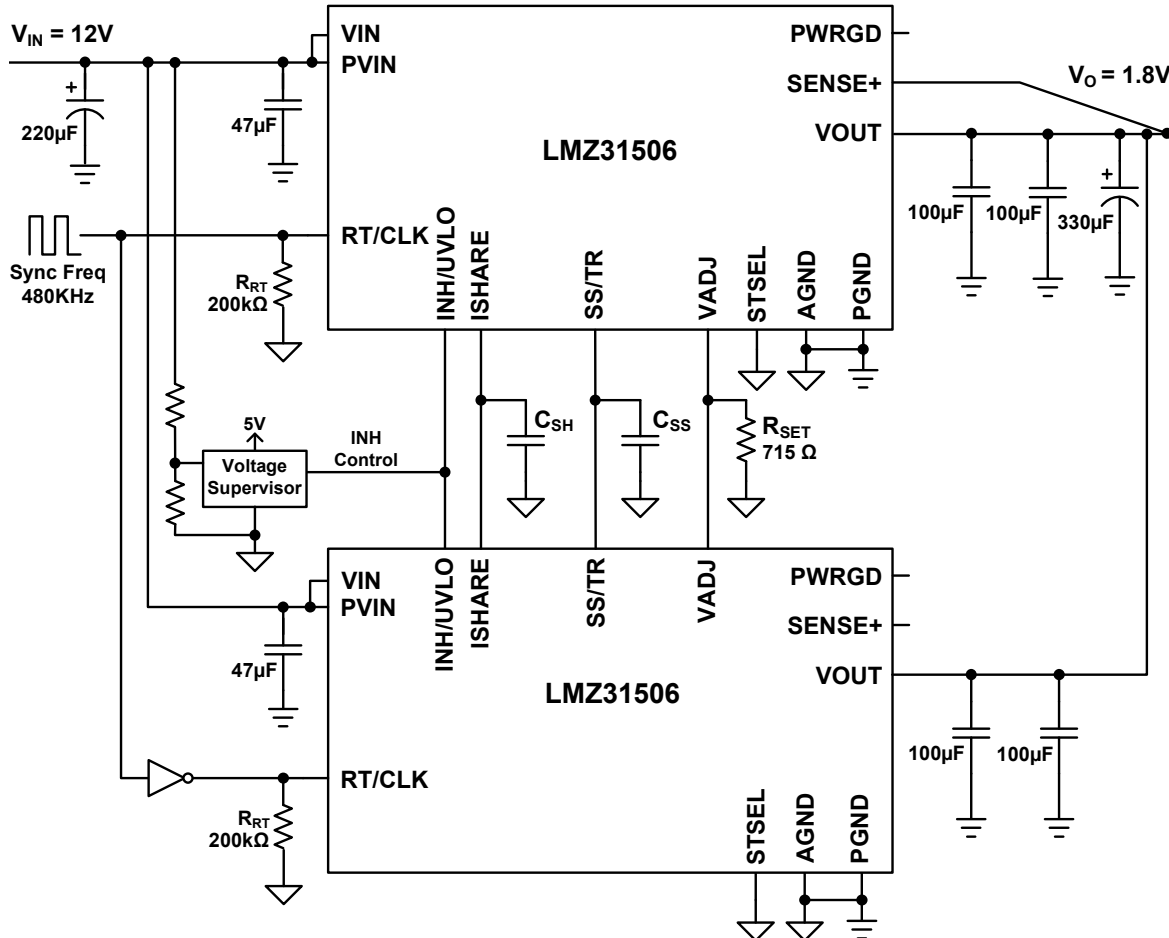 V_IN = 12V
VIN
PVIN
+
220µF
47µF
LMZ31506
PWRGD
SENSE+
V_O = 1.8V
VOUT
100µF
100µF
+
330µF
Sync Freq
480KHz
RT/CLK
R_RT
200kΩ
INH/UVLO
ISHARE
SS/TR
VADJ
STSEL
AGND
PGND
5V
Voltage
Supervisor
INH
Control
C_SH
C_SS
R_SET
715 Ω
VIN
PVIN
47µF
INH/UVLO
ISHARE
SS/TR
VADJ
LMZ31506
PWRGD
SENSE+
VOUT
100µF
100µF
RT/CLK
R_RT
200kΩ
STSEL
AGND
PGND